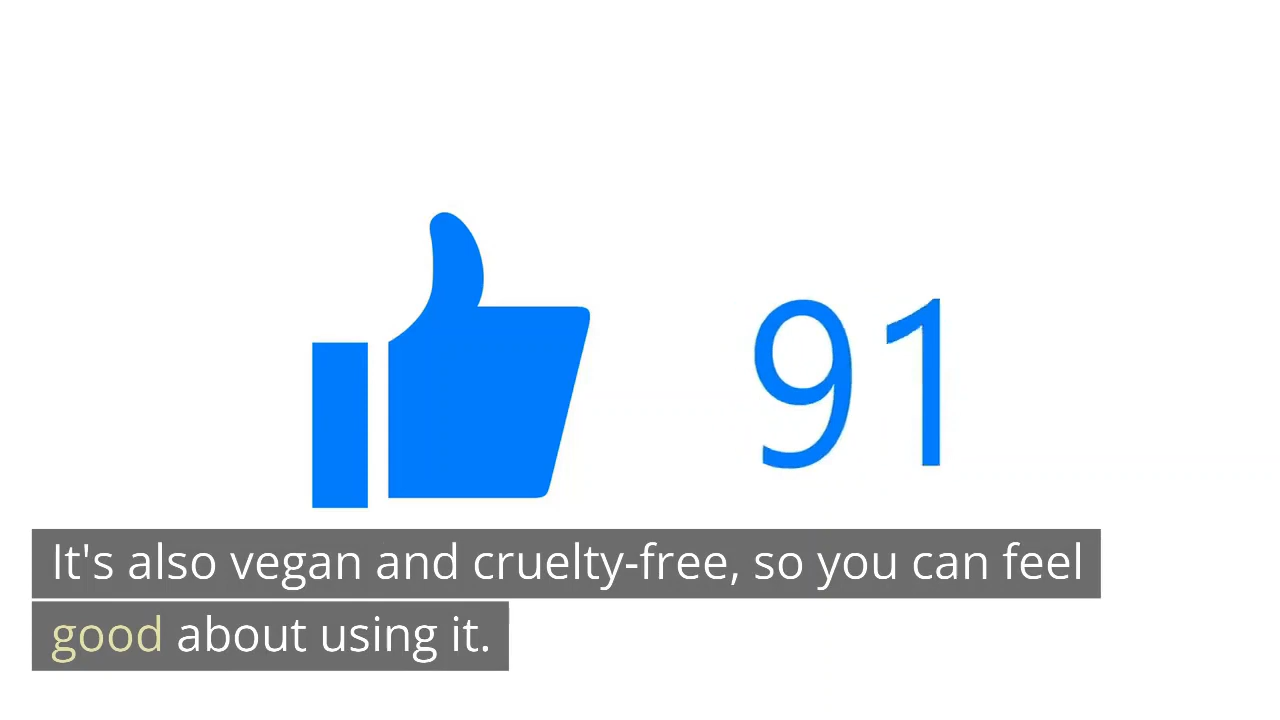 91
It's also vegan and cruelty-free, so you can feel
good about using it.